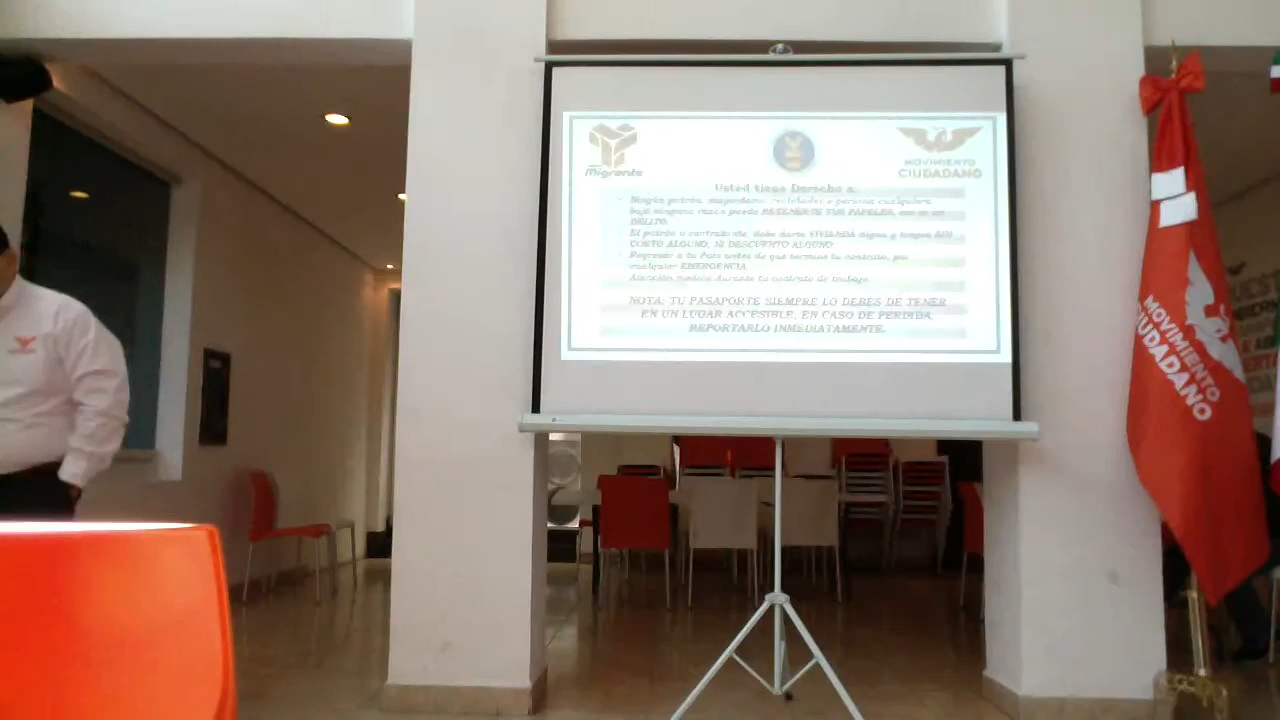 Migrante
MOVIMIENTO
CIUDADANO
Usted tiene Derecho a:
Ningún patrón, mayordomo, reclutador o persona cualquiera
bajo ninguna razón puede RETENERTE TUS PAPELES, eso es un
DELITO.
El patrón o contratante, debe darte VIVIENDA digna y segura SIN
COSTO ALGUNO, NI DESCUENTO ALGUNO
Regresar a tu País antes de que termine tu contrato, por
cualquier EMERGENCIA
Atención médica durante tu contrato de trabajo.
NOTA: TU PASAPORTE SIEMPRE LO DEBES DE TENER
EN UN LUGAR ACCESIBLE, EN CASO DE PERDIDA,
REPORTARLO INMEDIATAMENTE.
MOVIMIENTO
CIUDADANO